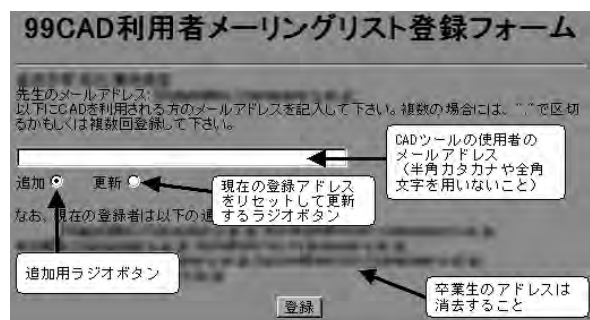 99CAD利用者メーリングリスト登録フォーム
先生のメールアドレス:
以下にCADを利用される方のメールアドレスを記入して下さい。複数の場合には、","で区切
るかもしくは複数回登録して下さい。
CADツールの使用者の
メールアドレス
(半角カタカナや全角
文字を用いないこと)
追加 更新
現在の登録アドレス
をリセットして更新
するラジオボタン
なお、現在の登録者は以下の通
追加用ラジオボタン
卒業生のアドレスは
消去すること
登録